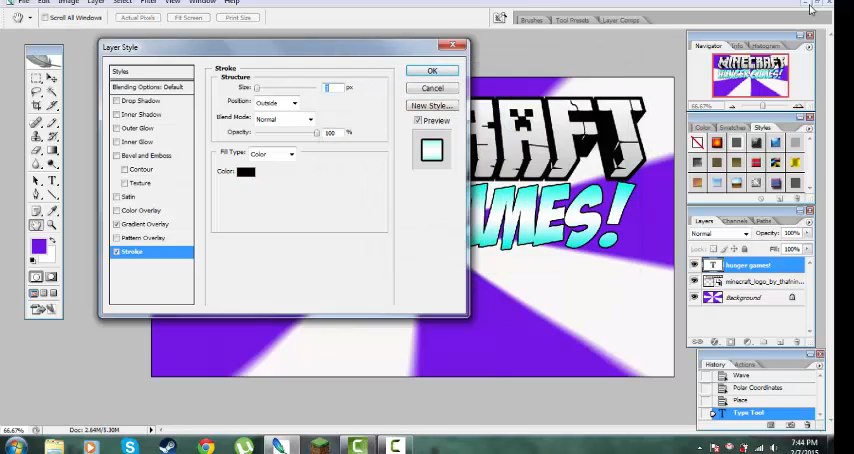 File Edit Image Layer Select Filter View Window Help
Scroll All Windows Actual Pixels Fit Screen Print Size Brushes Tool Presets Layer Comps
Layer Style
Styles
Blending Options: Default
Drop Shadow
Inner Shadow
Outer Glow
Inner Glow
Bevel and Emboss
Contour
Texture
Satin
Color Overlay
Gradient Overlay
Pattern Overlay
Stroke
Stroke
Structure
Size: px
Position: Outside
Blend Mode: Normal
Opacity: 100 %
Fill Type: Color
Color:
OK
Cancel
New Style...
Preview
RAFT
AMES!
Navigator Info Histogram
MINECRAFT
HUNGER GAMES!
66.67%
Color Swatches Styles
Layers Channels Paths
Normal Opacity: 100%
Lock: Fill: 100%
T hunger games!
minecraft_logo_by_thafnin...
Background
History Actions
Wave
Polar Coordinates
Place
Type Tool
66.67% Doc: 2.64M/5.30M
7:44 PM
2/7/2015